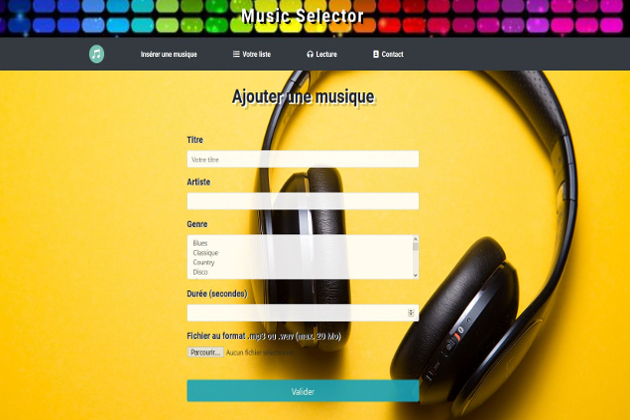 Music Selector
Insérer une musique
Votre liste
Lecture
Contact
Ajouter une musique
Titre
Votre titre
Artiste
Genre
Blues
Classique
Country
Disco
Durée (secondes)
Fichier au format .mp3 ou .wav (max. 20 Mo)
Parcourir... Aucun fichier
Valider